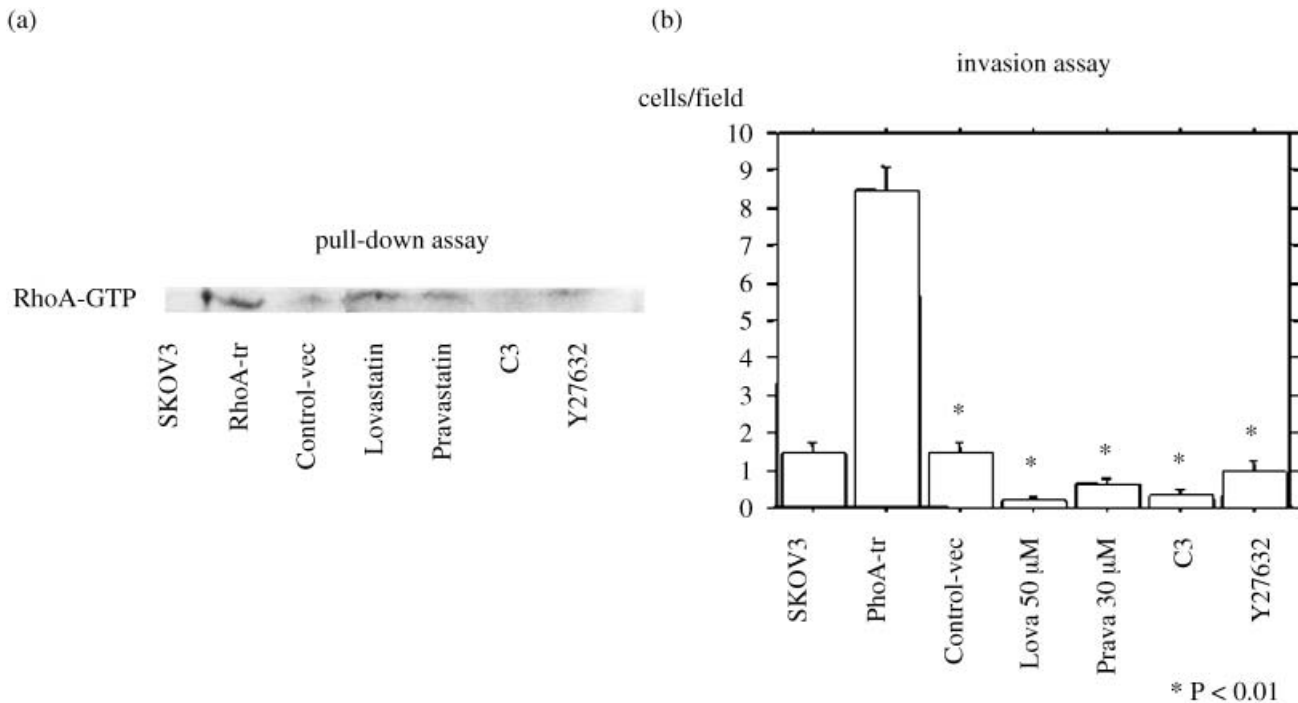 (a)
pull-down assay
RhoA-GTP
SKOV3
RhoA-tr
Control-vec
Lovastatin
Pravastatin
C3
Y27632
(b)
invasion assay
cells/field
10
9
8
7
6
5
4
3
2
1
0
*
*
*
*
*
SKOV3
PhoA-tr
Control-vec
Lova 50 μM
Prava 30 μM
C3
Y27632
* P < 0.01